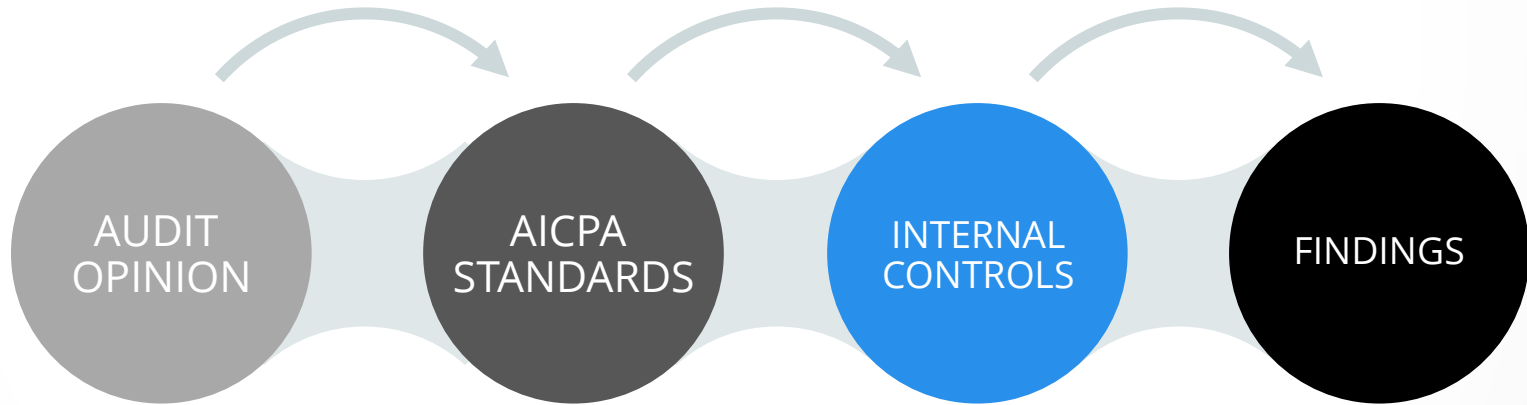 AUDIT
OPINION
AICPA
STANDARDS
INTERNAL
CONTROLS
FINDINGS